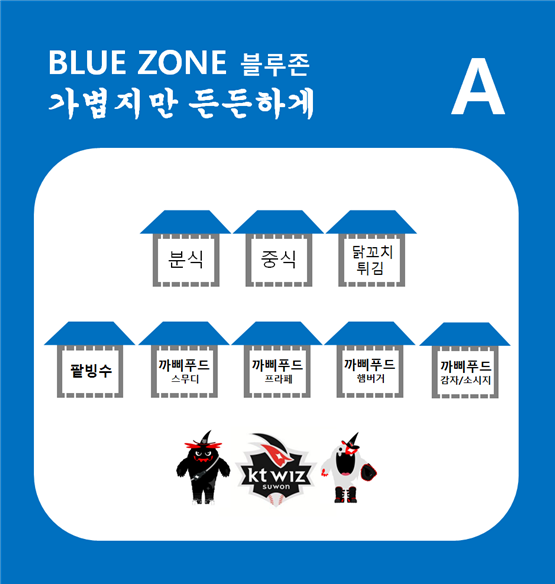 BLUE ZONE 블루존
가볍지만 든든하게
A
분식
중식
닭꼬치
튀김
팥빙수
까삐푸드
스무디
까삐푸드
프라페
까삐푸드
햄버거
까삐푸드
감자/소시지
kt wiz
suwon